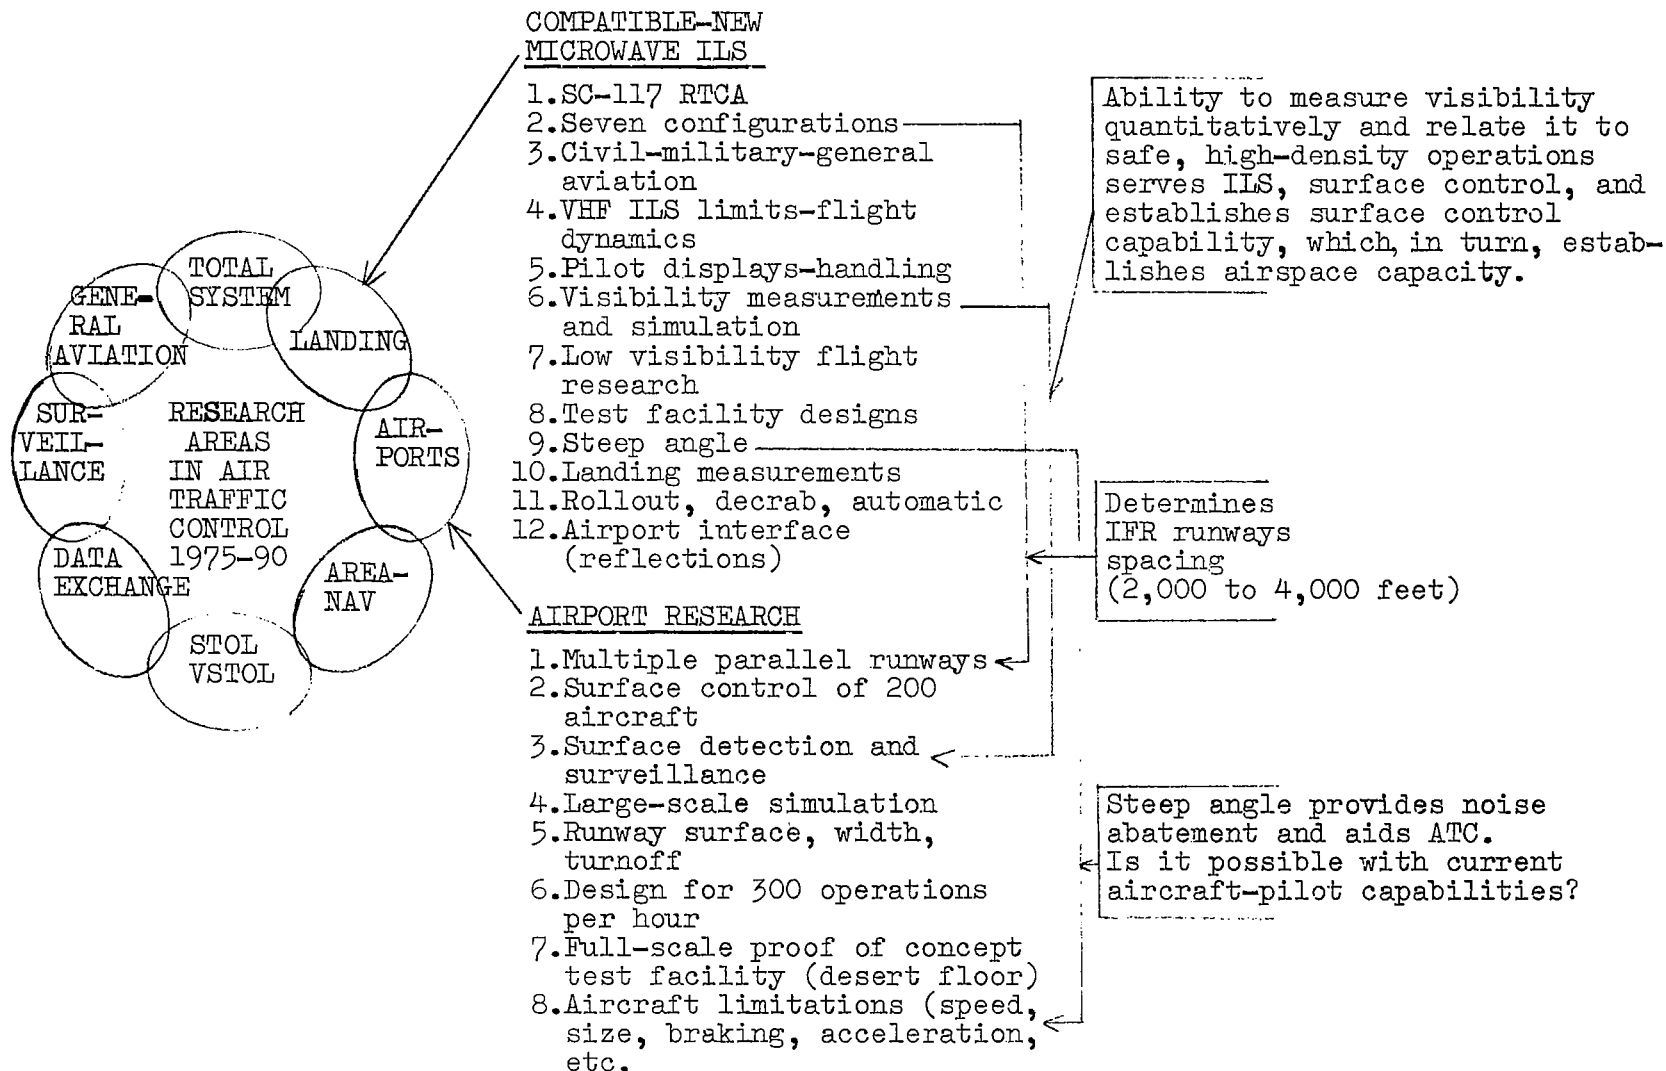 COMPATIBLE-NEW
MICROWAVE ILS
1.SC-117 RTCA
2.Seven configurations
3.Civil-military-general
aviation
4.VHF ILS limits-flight
dynamics
5.Pilot displays-handling
6.Visibility measurements
and simulation
7.Low visibility flight
research
8.Test facility designs
9.Steep angle
10.Landing measurements
11.Rollout, decrab, automatic
12.Airport interface
(reflections)
AIRPORT RESEARCH
1.Multiple parallel runways
2.Surface control of 200
aircraft
3.Surface detection and
surveillance
4.Large-scale simulation
5.Runway surface, width,
turnoff
6.Design for 300 operations
per hour
7.Full-scale proof of concept
test facility (desert floor)
8.Aircraft limitations (speed,
size, braking, acceleration,
etc.
TOTAL
SYSTEM
LANDING
AIR-
PORTS
AREA-
NAV
STOL
VSTOL
DATA
EXCHANGE
SUR-
VEIL-
LANCE
GENE-
RAL
AVIATION
RESEARCH
AREAS
IN AIR
TRAFFIC
CONTROL
1975-90
Ability to measure visibility
quantitatively and relate it to
safe, high-density operations
serves ILS, surface control, and
establishes surface control
capability, which, in turn, estab-
lishes airspace capacity.
Determines
IFR runways
spacing
(2,000 to 4,000 feet)
Steep angle provides noise
abatement and aids ATC.
Is it possible with current
aircraft-pilot capabilities?